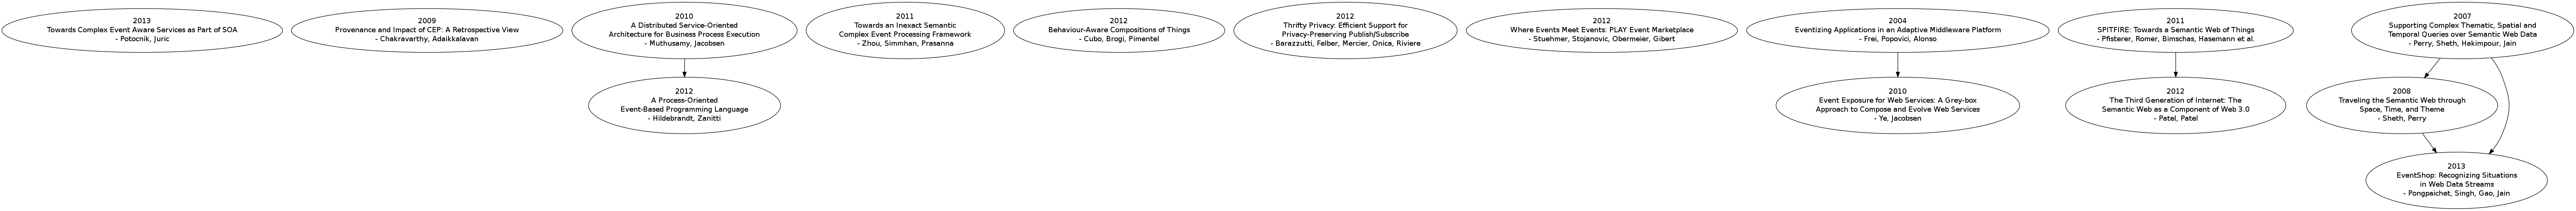 2013
Towards Complex Event Aware Services as Part of SOA
- Potocnik, Juric
2009
Provenance and Impact of CEP: A Retrospective View
- Chakravarthy, Adaikkalavan
2010
A Distributed Service-Oriented
Architecture for Business Process Execution
- Muthusamy, Jacobsen
2011
Towards an Inexact Semantic
Complex Event Processing Framework
- Zhou, Simmhan, Prasanna
2012
Behaviour-Aware Compositions of Things
- Cubo, Brogi, Pimentel
2012
Thrifty Privacy: Efficient Support for
Privacy-Preserving Publish/Subscribe
- Barazzutti, Felber, Mercier, Onica, Riviere
2012
Where Events Meet Events: PLAY Event Marketplace
- Stuehmer, Stojanovic, Obermeier, Gibert
2004
Eventizing Applications in an Adaptive Middleware Platform
- Frei, Popovici, Alonso
2011
SPITFIRE: Towards a Semantic Web of Things
- Pfisterer, Romer, Bimschas, Hasemann et al.
2007
Supporting Complex Thematic, Spatial and
Temporal Queries over Semantic Web Data
- Perry, Sheth, Hakimpour, Jain
2012
A Process-Oriented
Event-Based Programming Language
- Hildebrandt, Zanitti
2010
Event Exposure for Web Services: A Grey-box
Approach to Compose and Evolve Web Services
- Ye, Jacobsen
2012
The Third Generation of Internet: The
Semantic Web as a Component of Web 3.0
- Patel, Patel
2008
Traveling the Semantic Web through
Space, Time, and Theme
- Sheth, Perry
2013
EventShop: Recognizing Situations
in Web Data Streams
- Pongpaichet, Singh, Gao, Jain